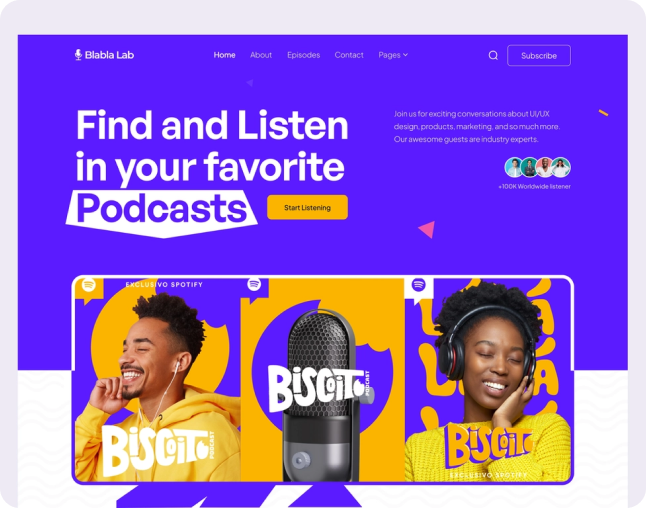 Blabla Lab
Home About Episodes Contact Pages
Subscribe
Find and Listen
in your favorite
Podcasts
Start Listening
Join us for exciting conversations about UI/UX
design, products, marketing, and so much more.
Our awesome guests are industry experts.
+100K Worldwide listener
EXCLUSIVO SPOTIFY
BISCOITO
PODCAST
BISCOITO
PODCAST
BISCOITO
EXCLUSIVO SPOTIFY